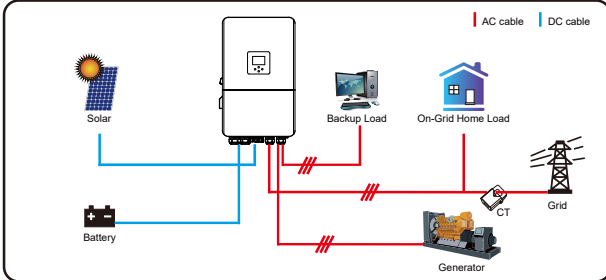 AC cable
DC cable
Solar
Backup Load
On-Grid Home Load
Battery
CT
Grid
Generator